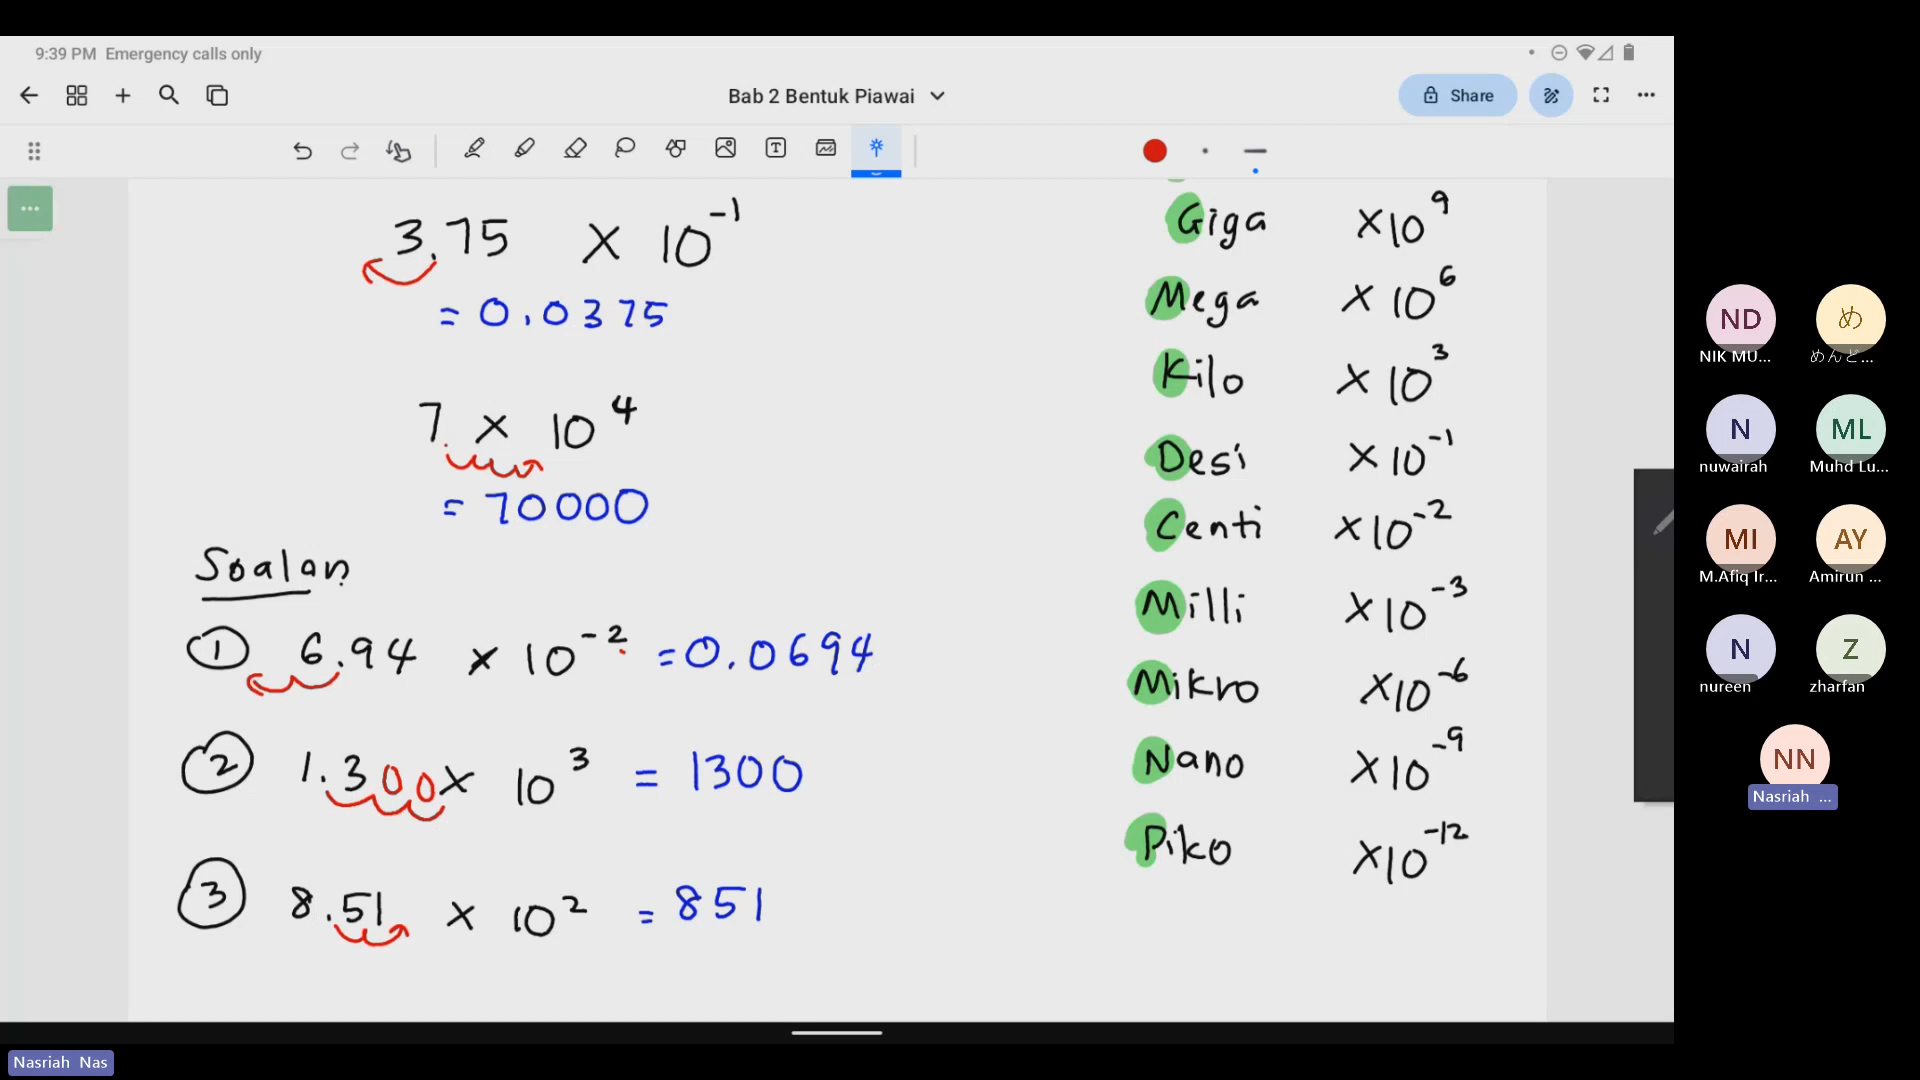 9:39 PM Emergency calls only
Bab 2 Bentuk Piawai
Share
3.75 × 10⁻¹
= 0.0375
7. × 10⁴
= 70000
Soalan
① 6.94 × 10⁻² = 0.0694
② 1.300 × 10³ = 1300
③ 8.51 × 10² = 851
Giga ×10⁹
Mega ×10⁶
Kilo ×10³
Desi ×10⁻¹
Centi ×10⁻²
Milli ×10⁻³
Mikro ×10⁻⁶
Nano ×10⁻⁹
Piko ×10⁻¹²
ND
NIK MU...
め
めんど...
N
nuwairah
ML
Muhd Lu...
MI
M.Afiq Ir...
AY
Amirun ...
N
nureen
Z
zharfan
NN
Nasriah ...
Nasriah Nas